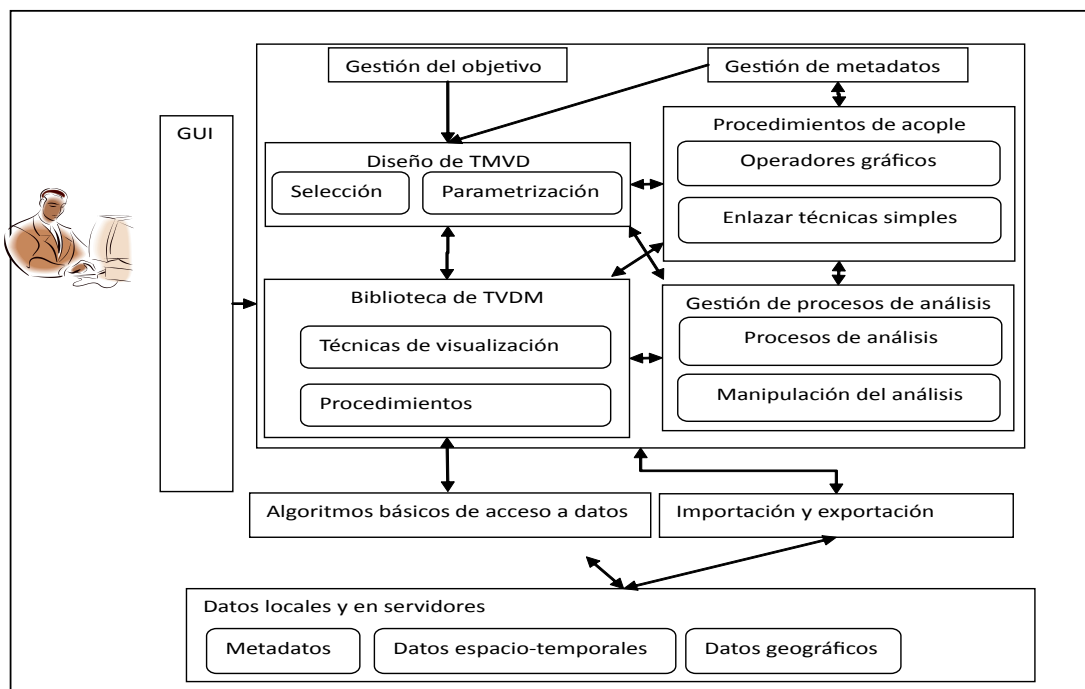 Gestión del objetivo
Gestión de metadatos
GUI
Procedimientos de acople
Diseño de TMVD
Operadores gráficos
Selección
Parametrización
Enlazar técnicas simples
Biblioteca de TVDM
Gestión de procesos de análisis
Técnicas de visualización
Procesos de análisis
Procedimientos
Manipulación del análisis
Algoritmos básicos de acceso a datos
Importación y exportación
Datos locales y en servidores
Metadatos
Datos espacio-temporales
Datos geográficos